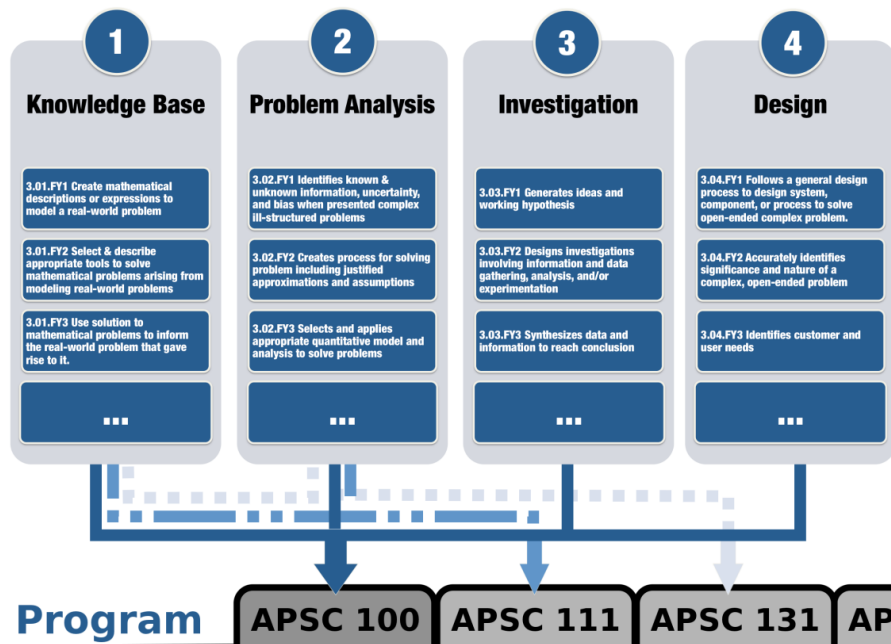 1
Knowledge Base
3.01.FY1 Create mathematical
descriptions or expressions to
model a real-world problem
3.01.FY2 Select & describe
appropriate tools to solve
mathematical problems arising from
modeling real-world problems
3.01.FY3 Use solution to
mathematical problems to inform
the real-world problem that gave
rise to it.
...
2
Problem Analysis
3.02.FY1 Identifies known &
unknown information, uncertainty,
and bias when presented complex
ill-structured problems
3.02.FY2 Creates process for solving
problem including justified
approximations and assumptions
3.02.FY3 Selects and applies
appropriate quantitative model and
analysis to solve problems
...
3
Investigation
3.03.FY1 Generates ideas and
working hypothesis
3.03.FY2 Designs investigations
involving information and data
gathering, analysis, and/or
experimentation
3.03.FY3 Synthesizes data and
information to reach conclusion
...
4
Design
3.04.FY1 Follows a general design
process to design system,
component, or process to solve
open-ended complex problem.
3.04.FY2 Accurately identifies
significance and nature of a
complex, open-ended problem
3.04.FY3 Identifies customer and
user needs
...
Program
APSC 100
APSC 111
APSC 131
AP